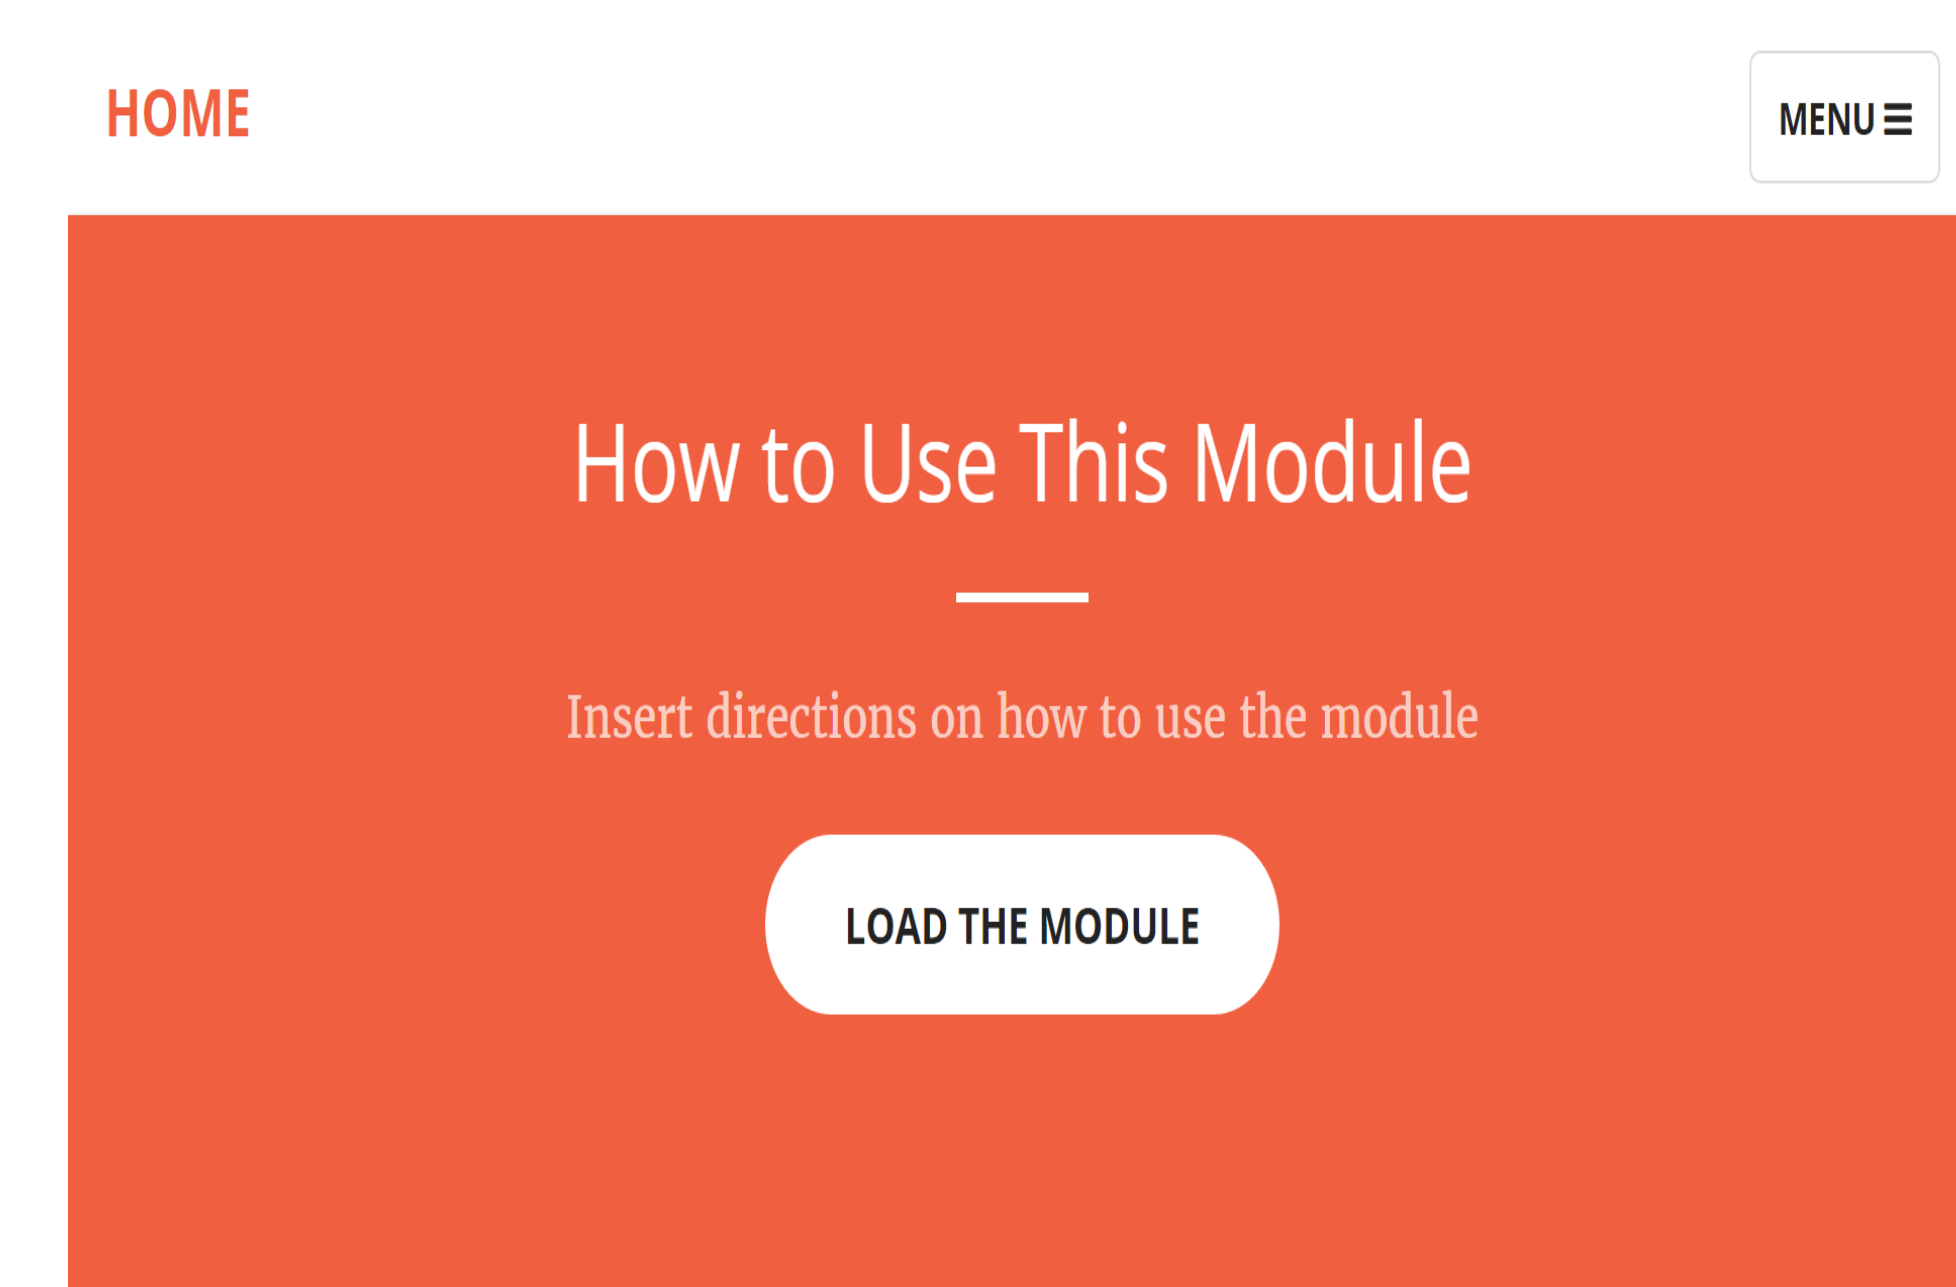 HOME
MENU
How to Use This Module
Insert directions on how to use the module
LOAD THE MODULE